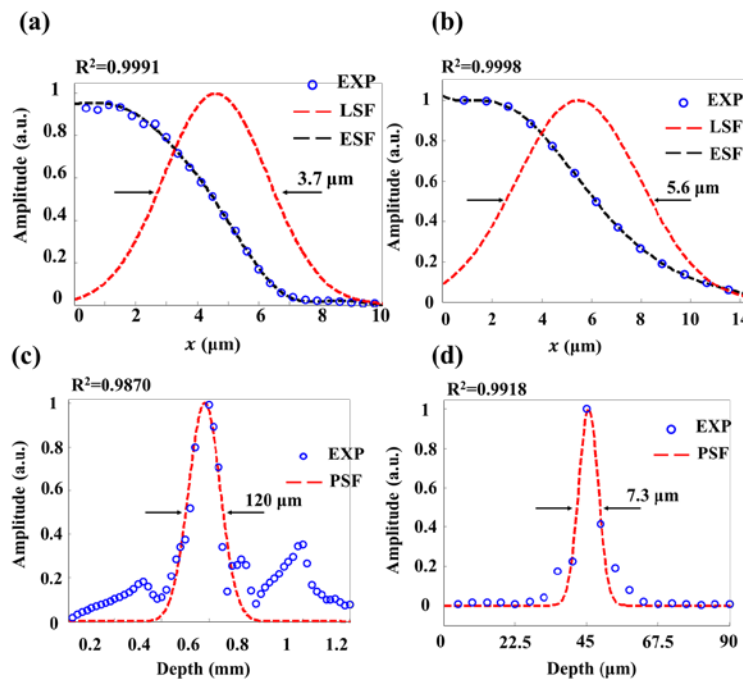 (a)
R²=0.9991
EXP
LSF
ESF
3.7 μm
Amplitude (a.u.)
1
0.8
0.6
0.4
0.2
0
0 2 4 6 8 10
x (μm)
(b)
R²=0.9998
EXP
LSF
ESF
5.6 μm
Amplitude (a.u.)
1
0.8
0.6
0.4
0.2
0
0 2 4 6 8 10 12 14
x (μm)
(c)
R²=0.9870
EXP
PSF
120 μm
Amplitude (a.u.)
1
0.8
0.6
0.4
0.2
0
0.2 0.4 0.6 0.8 1 1.2
Depth (mm)
(d)
R²=0.9918
EXP
PSF
7.3 μm
Amplitude (a.u.)
1
0.8
0.6
0.4
0.2
0
0 22.5 45 67.5 90
Depth (μm)